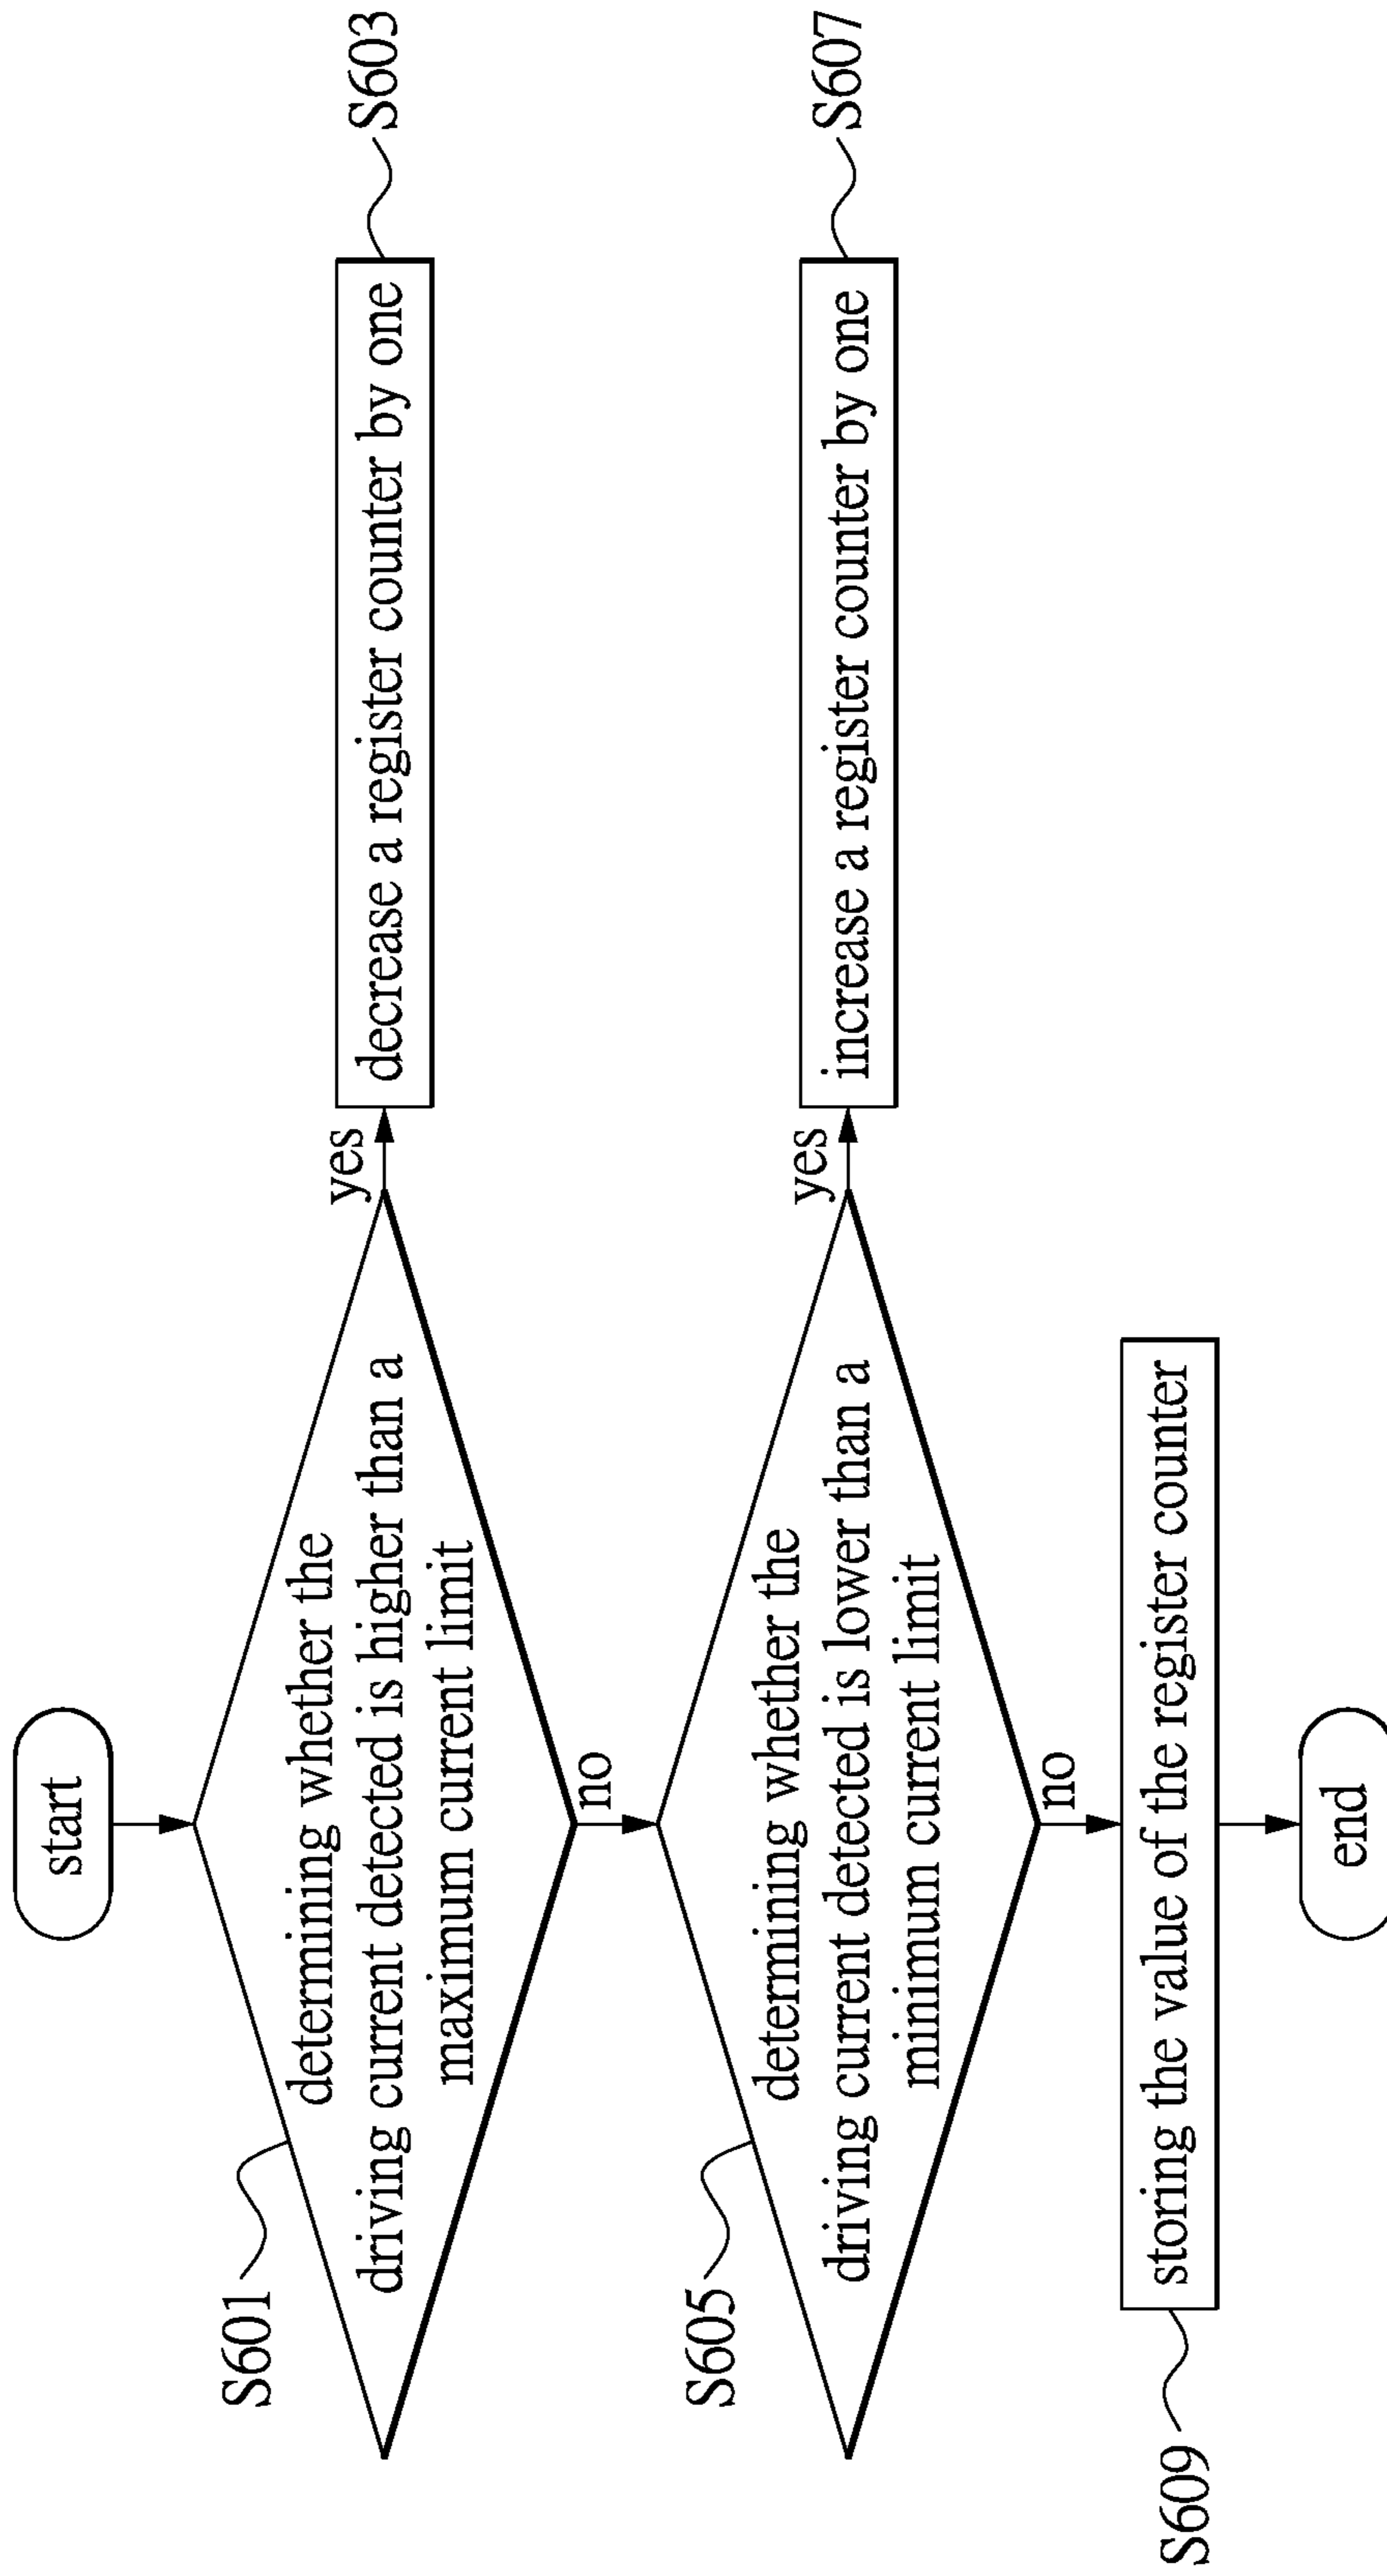 start
S601
determining whether the
driving current detected is higher than a
maximum current limit
yes
decrease a register counter by one
S603
no
S605
determining whether the
driving current detected is lower than a
minimum current limit
yes
increase a register counter by one
S607
no
S609
storing the value of the register counter
end